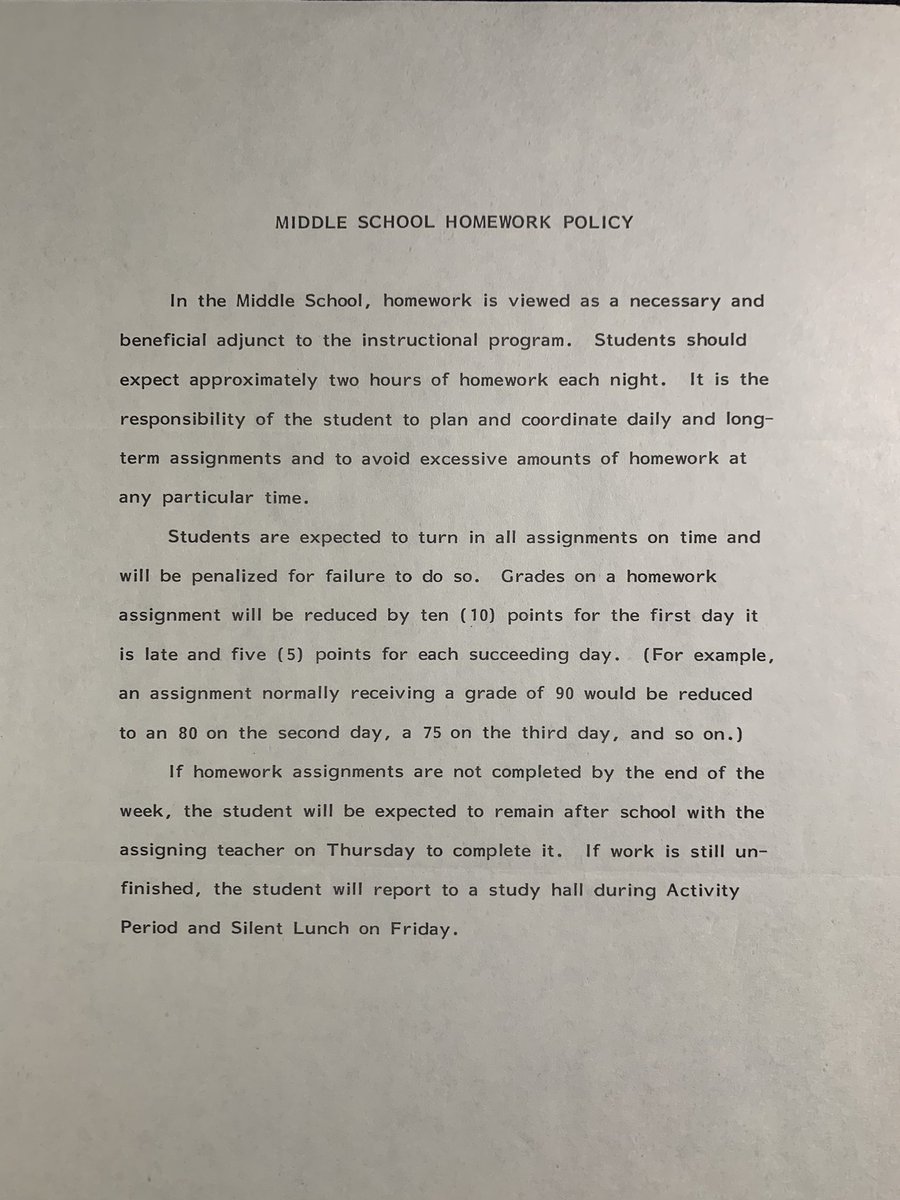 MIDDLE SCHOOL HOMEWORK POLICY
In the Middle School, homework is viewed as a necessary and
beneficial adjunct to the instructional program. Students should
expect approximately two hours of homework each night. It is the
responsibility of the student to plan and coordinate daily and long-
term assignments and to avoid excessive amounts of homework at
any particular time.
Students are expected to turn in all assignments on time and
will be penalized for failure to do so. Grades on a homework
assignment will be reduced by ten (10) points for the first day it
is late and five (5) points for each succeeding day. (For example,
an assignment normally receiving a grade of 90 would be reduced
to an 80 on the second day, a 75 on the third day, and so on.)
If homework assignments are not completed by the end of the
week, the student will be expected to remain after school with the
assigning teacher on Thursday to complete it. If work is still un-
finished, the student will report to a study hall during Activity
Period and Silent Lunch on Friday.